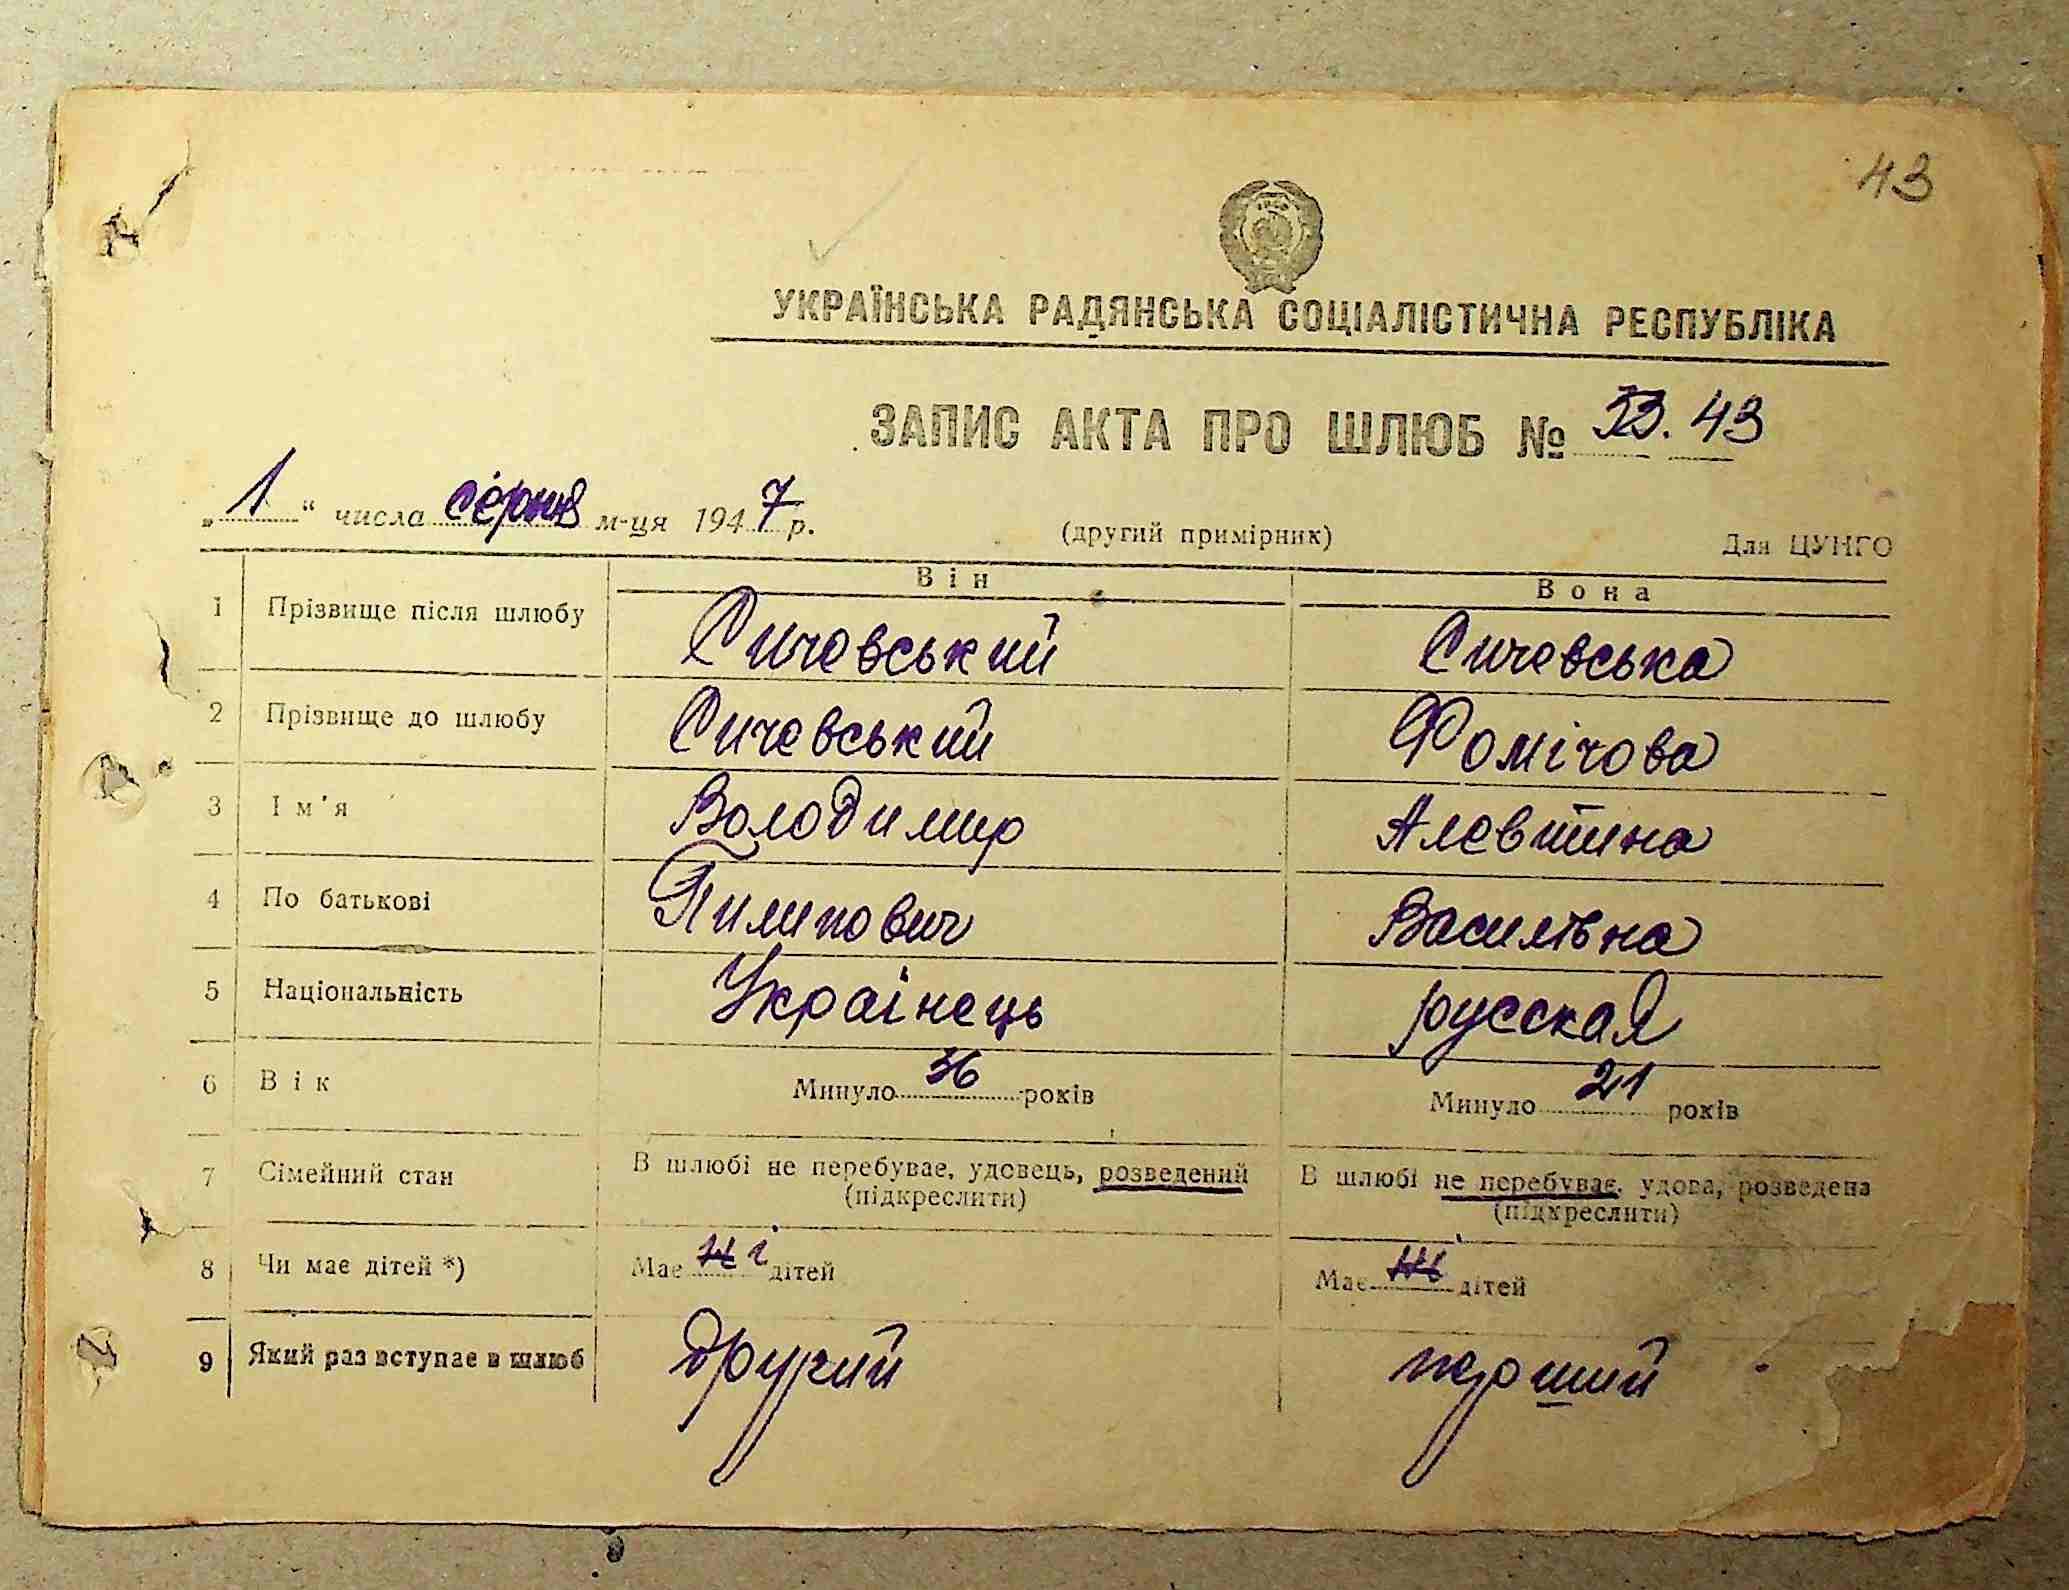 43
УКРАЇНСЬКА РАДЯНСЬКА СОЦІАЛІСТИЧНА РЕСПУБЛІКА
ЗАПИС АКТА ПРО ШЛЮБ № 33. 43
„1“ числа серпня м-ця 1947 р. (другий примірник) Для ЦУНГО
Він Вона
1 Прізвище після шлюбу Сичевський Сичевська
2 Прізвище до шлюбу Сичевський Фомічова
3 Ім'я Володимир Алевтина
4 По батькові Пилипович Василівна
5 Національність Украінець русская
6 Вік Минуло 36 років Минуло 21 років
7 Сімейний стан В шлюбі не перебуває, удовець, розведений В шлюбі не перебуває, удова, розведена
(підкреслити) (підкреслити)
8 Чи має дітей *) Має ні дітей Має ні дітей
9 Який раз вступає в шлюб другий перший